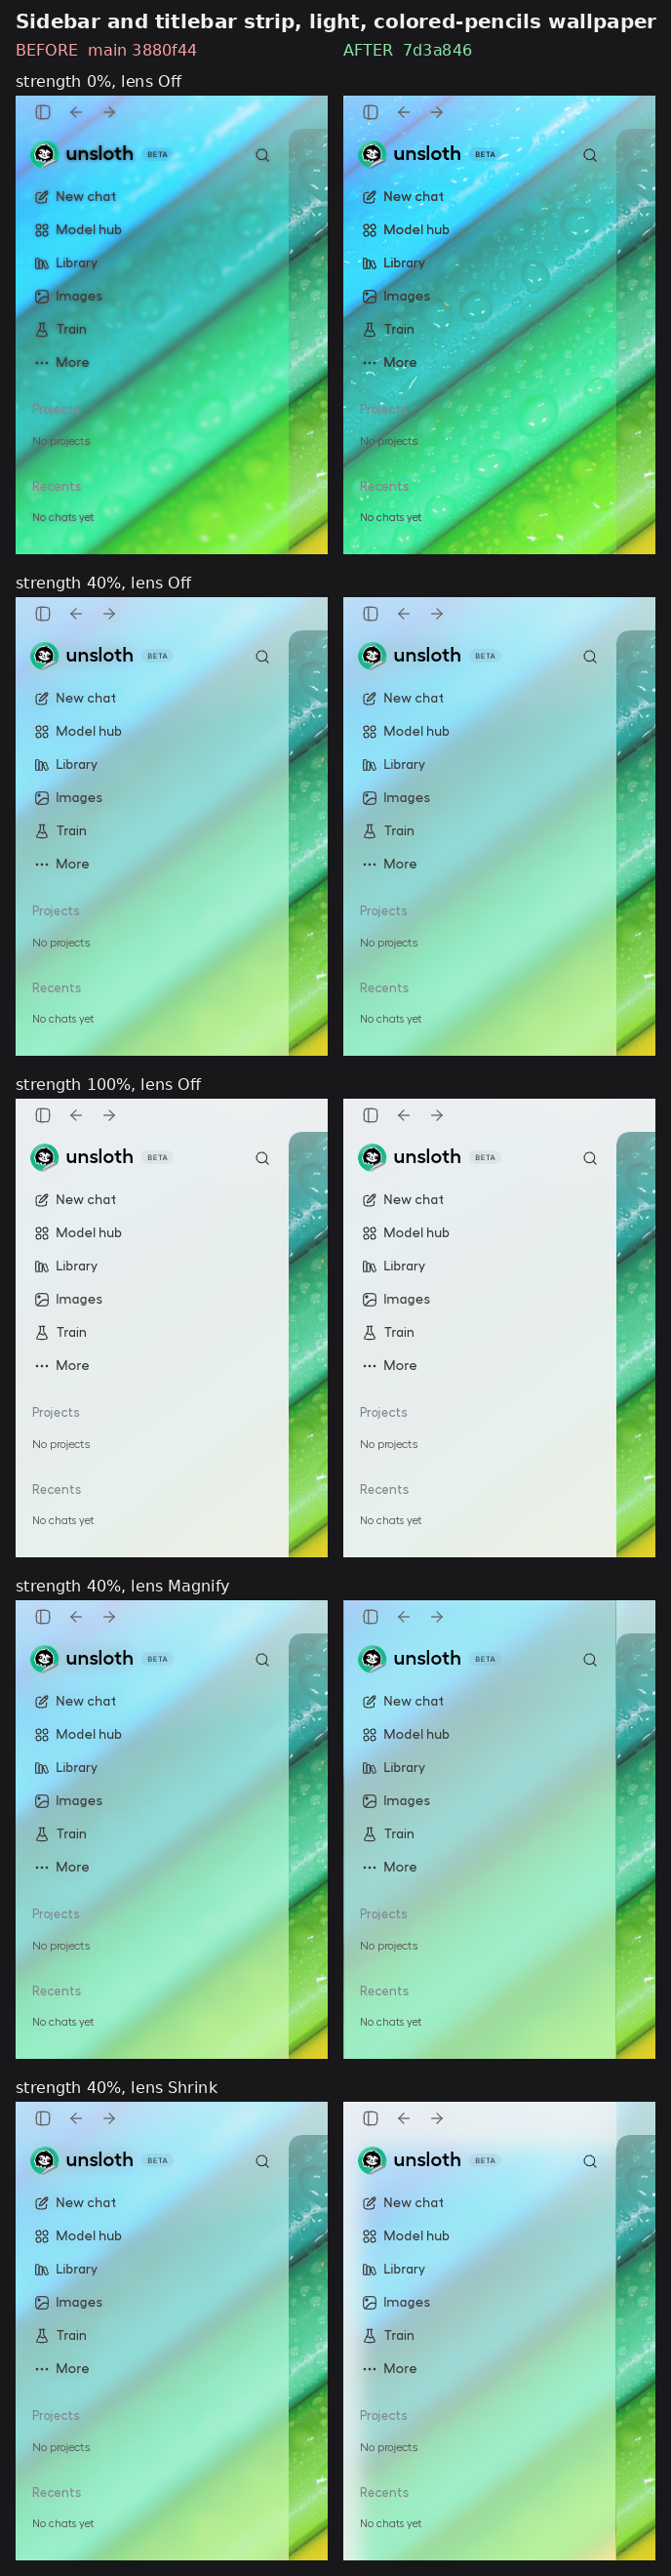 Sidebar and titlebar strip, light, colored-pencils wallpaper
BEFORE main 3880f44
AFTER 7d3a846
strength 0%, lens Off
unsloth BETA
New chat
Model hub
Library
Images
Train
More
Projects
No projects
Recents
No chats yet
unsloth BETA
New chat
Model hub
Library
Images
Train
More
Projects
No projects
Recents
No chats yet
strength 40%, lens Off
unsloth BETA
New chat
Model hub
Library
Images
Train
More
Projects
No projects
Recents
No chats yet
unsloth BETA
New chat
Model hub
Library
Images
Train
More
Projects
No projects
Recents
No chats yet
strength 100%, lens Off
unsloth BETA
New chat
Model hub
Library
Images
Train
More
Projects
No projects
Recents
No chats yet
unsloth BETA
New chat
Model hub
Library
Images
Train
More
Projects
No projects
Recents
No chats yet
strength 40%, lens Magnify
unsloth BETA
New chat
Model hub
Library
Images
Train
More
Projects
No projects
Recents
No chats yet
unsloth BETA
New chat
Model hub
Library
Images
Train
More
Projects
No projects
Recents
No chats yet
strength 40%, lens Shrink
unsloth BETA
New chat
Model hub
Library
Images
Train
More
Projects
No projects
Recents
No chats yet
unsloth BETA
New chat
Model hub
Library
Images
Train
More
Projects
No projects
Recents
No chats yet